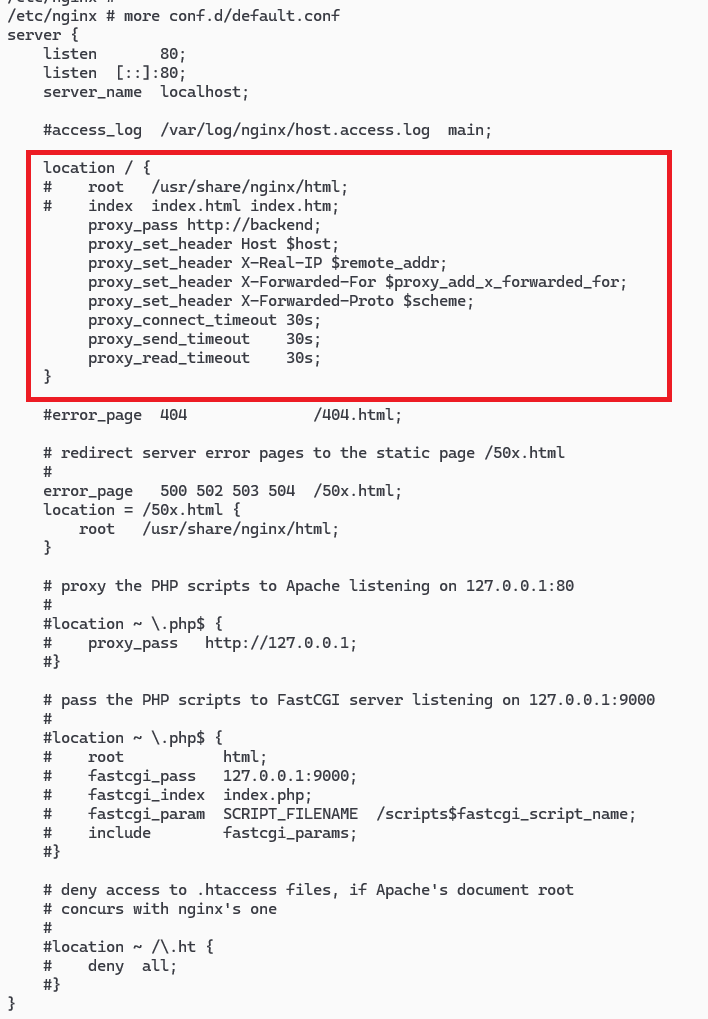 /etc/nginx #
/etc/nginx # more conf.d/default.conf
server {
    listen       80;
    listen  [::]:80;
    server_name  localhost;

    #access_log  /var/log/nginx/host.access.log  main;

    location / {
    #    root   /usr/share/nginx/html;
    #    index  index.html index.htm;
         proxy_pass http://backend;
         proxy_set_header Host $host;
         proxy_set_header X-Real-IP $remote_addr;
         proxy_set_header X-Forwarded-For $proxy_add_x_forwarded_for;
         proxy_set_header X-Forwarded-Proto $scheme;
         proxy_connect_timeout 30s;
         proxy_send_timeout    30s;
         proxy_read_timeout    30s;
    }

    #error_page  404              /404.html;

    # redirect server error pages to the static page /50x.html
    #
    error_page   500 502 503 504  /50x.html;
    location = /50x.html {
        root   /usr/share/nginx/html;
    }

    # proxy the PHP scripts to Apache listening on 127.0.0.1:80
    #
    #location ~ \.php$ {
    #    proxy_pass   http://127.0.0.1;
    #}

    # pass the PHP scripts to FastCGI server listening on 127.0.0.1:9000
    #
    #location ~ \.php$ {
    #    root           html;
    #    fastcgi_pass   127.0.0.1:9000;
    #    fastcgi_index  index.php;
    #    fastcgi_param  SCRIPT_FILENAME  /scripts$fastcgi_script_name;
    #    include        fastcgi_params;
    #}

    # deny access to .htaccess files, if Apache's document root
    # concurs with nginx's one
    #
    #location ~ /\.ht {
    #    deny  all;
    #}
}